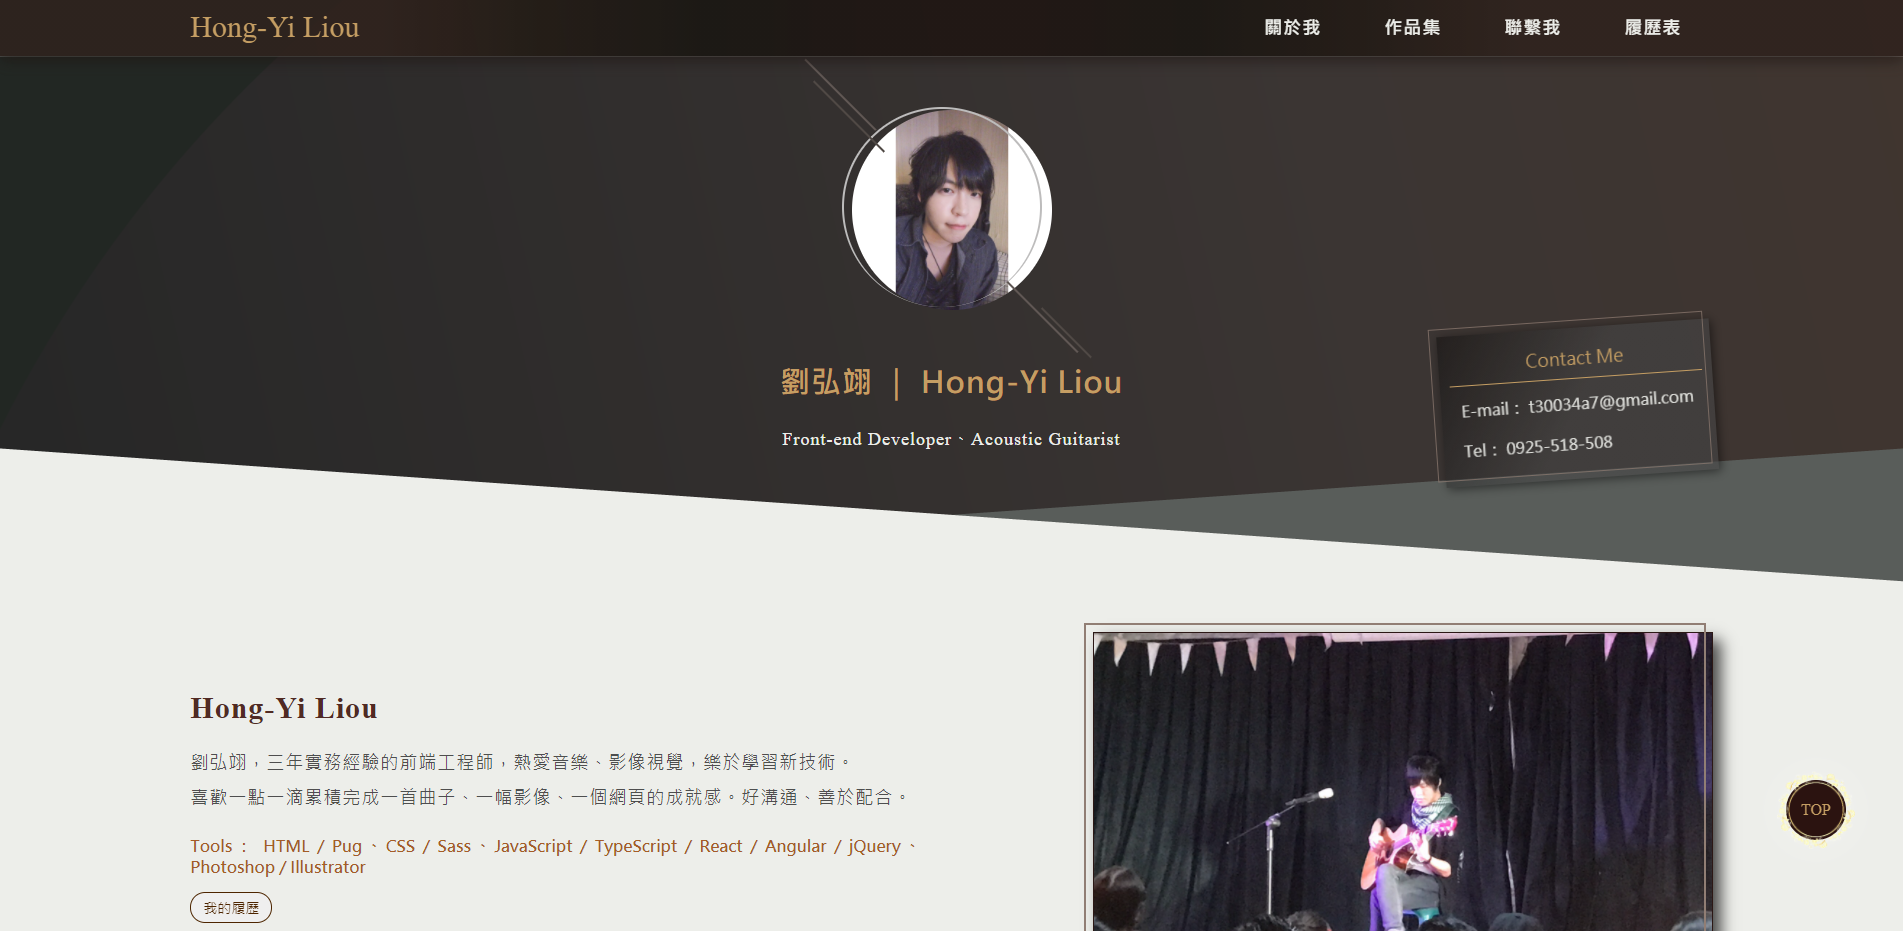 Hong-Yi Liou
關於我
作品集
聯繫我
履歷表
劉弘翊 | Hong-Yi Liou
Front-end Developer、Acoustic Guitarist
Contact Me
E-mail： t30034a7@gmail.com
Tel： 0925-518-508
Hong-Yi Liou
劉弘翊，三年實務經驗的前端工程師，熱愛音樂、影像視覺，樂於學習新技術。
喜歡一點一滴累積完成一首曲子、一幅影像、一個網頁的成就感。好溝通、善於配合。
Tools： HTML / Pug、CSS / Sass、JavaScript / TypeScript / React / Angular / jQuery、
Photoshop / Illustrator
我的履歷
TOP